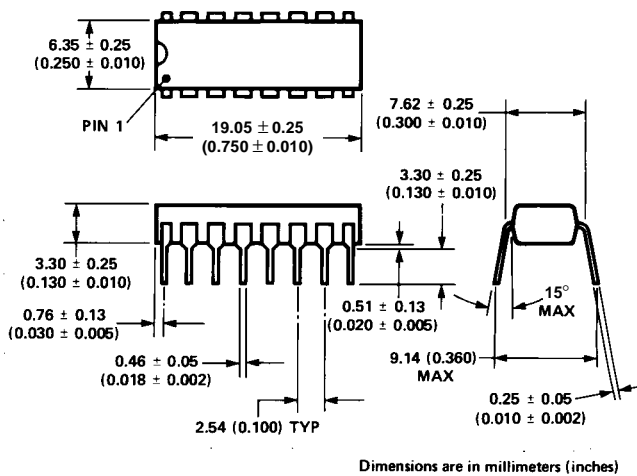 6.35 ± 0.25
(0.250 ± 0.010)
PIN 1
19.05 ± 0.25
(0.750 ± 0.010)
7.62 ± 0.25
(0.300 ± 0.010)
3.30 ± 0.25
(0.130 ± 0.010)
3.30 ± 0.25
(0.130 ± 0.010)
0.76 ± 0.13
(0.030 ± 0.005)
0.51 ± 0.13
(0.020 ± 0.005)
15°
MAX
0.46 ± 0.05
(0.018 ± 0.002)
9.14 (0.360)
MAX
0.25 ± 0.05
(0.010 ± 0.002)
2.54 (0.100) TYP
Dimensions are in millimeters (inches)